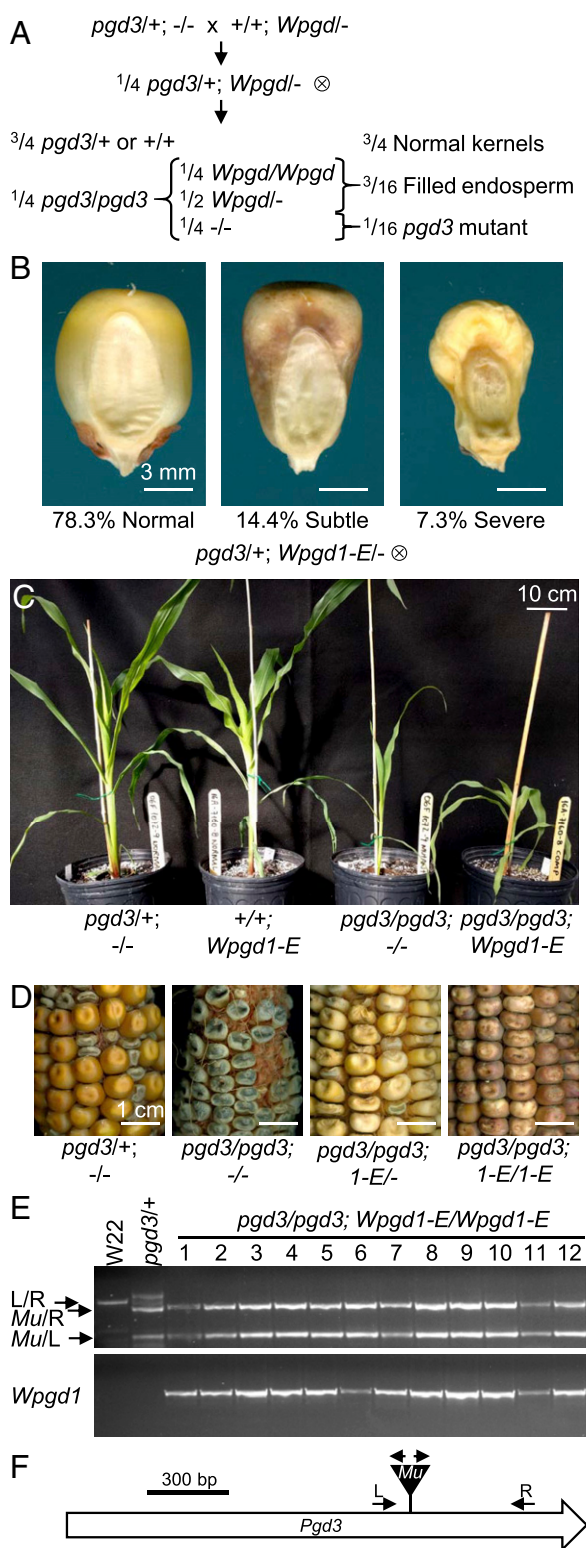 A
pgd3/+; -/- x +/+; Wpgd/-
1/4 pgd3/+; Wpgd/- ⊗
3/4 pgd3/+ or +/+
3/4 Normal kernels
1/4 pgd3/pgd3
1/4 Wpgd/Wpgd
1/2 Wpgd/-
1/4 -/-
3/16 Filled endosperm
1/16 pgd3 mutant
B
3 mm
78.3% Normal 14.4% Subtle 7.3% Severe
pgd3/+; Wpgd1-E/- ⊗
C
10 cm
pgd3/+; -/-
+/+; Wpgd1-E
pgd3/pgd3; -/-
pgd3/pgd3; Wpgd1-E
D
1 cm
pgd3/+; -/-
pgd3/pgd3; -/-
pgd3/pgd3; 1-E/-
pgd3/pgd3; 1-E/1-E
E
W22
pgd3/+
pgd3/pgd3; Wpgd1-E/Wpgd1-E
1 2 3 4 5 6 7 8 9 10 11 12
L/R
Mu/R
Mu/L
Wpgd1
F
300 bp
L
Mu
R
Pgd3